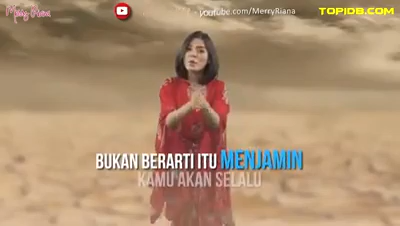 Merry Riana
youtube.com/MerryRiana
TOPIDB.COM
BUKAN BERARTI ITU MENJAMIN
KAMU AKAN SELALU